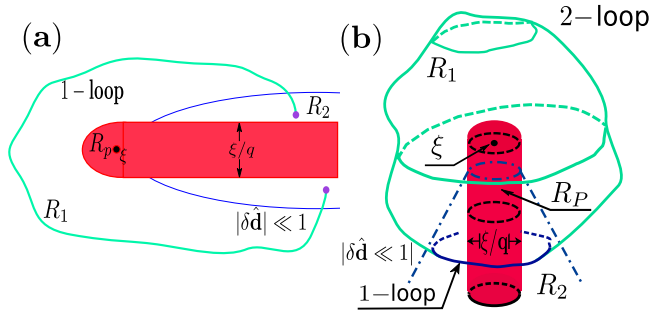 (a)
1−loop
R_2
R_p
ξ
ξ/q
R_1
|δd̂| ≪ 1
(b)
2−loop
R_1
ξ
R_P
|δd̂ ≪ 1|
ξ/q
1−loop
R_2